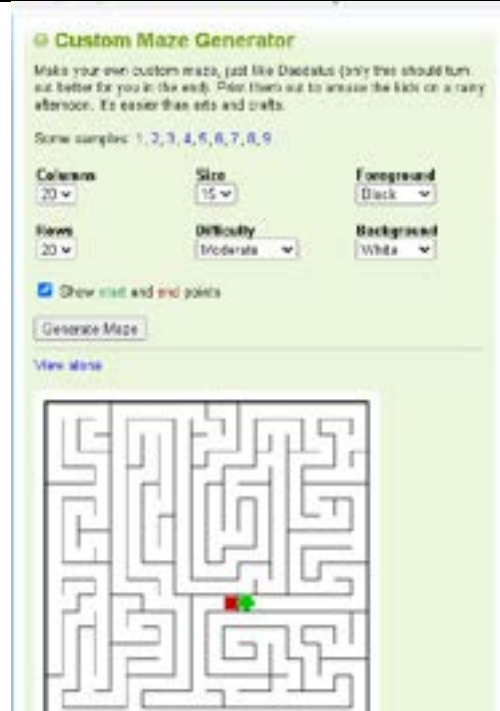 Custom Maze Generator
Make your own custom maze, just like Daedalus (only this should turn
out better for you in the end). Print them out to amuse the kids on a rainy
afternoon. It's easier than arts and crafts.
Some samples: 1, 2, 3, 4, 5, 6, 7, 8, 9
Columns Size Foreground
20 15 Black
Rows Difficulty Background
20 Moderate White
Show start and end points
Generate Maze
View alone